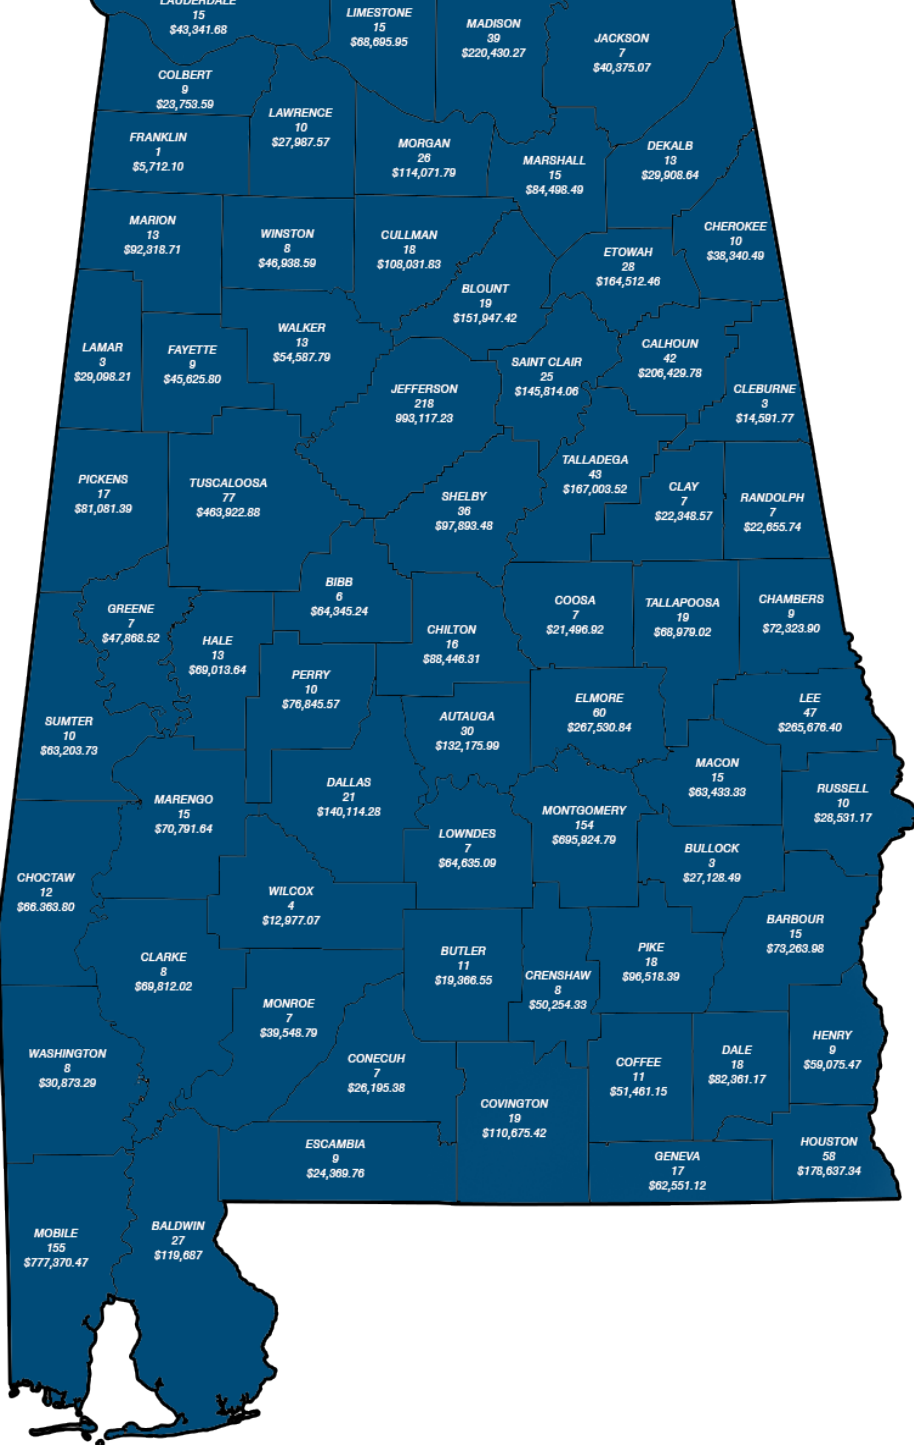 LAUDERDALE
15
$43,341.68
LIMESTONE
15
$68,695.95
MADISON
39
$220,430.27
JACKSON
7
$40,375.07
COLBERT
9
$23,753.59
LAWRENCE
10
$27,987.57
FRANKLIN
1
$5,712.10
MORGAN
26
$114,071.79
MARSHALL
15
$84,498.49
DEKALB
13
$29,908.64
MARION
13
$92,318.71
WINSTON
8
$46,938.59
CULLMAN
18
$108,031.83
CHEROKEE
10
$38,340.49
ETOWAH
28
$164,512.46
BLOUNT
19
$151,947.42
WALKER
13
$54,587.79
LAMAR
3
$29,098.21
FAYETTE
9
$45,625.80
CALHOUN
42
$206,429.78
SAINT CLAIR
25
$145,814.06
JEFFERSON
218
993,117.23
CLEBURNE
3
$14,591.77
PICKENS
17
$81,081.39
TUSCALOOSA
77
$463,922.88
TALLADEGA
43
$167,003.52
SHELBY
36
$97,893.48
CLAY
7
$22,348.57
RANDOLPH
7
$22,655.74
BIBB
6
$64,345.24
GREENE
7
$47,868.52
COOSA
7
$21,496.92
TALLAPOOSA
19
$68,979.02
CHAMBERS
9
$72,323.90
HALE
13
$69,013.64
CHILTON
16
$88,446.31
PERRY
10
$76,845.57
ELMORE
60
$267,530.84
LEE
47
$265,676.40
SUMTER
10
$63,203.73
AUTAUGA
30
$132,175.99
MACON
15
$63,433.33
DALLAS
21
$140,114.28
RUSSELL
10
$28,531.17
MARENGO
15
$70,791.64
MONTGOMERY
154
$695,924.79
LOWNDES
7
$64,635.09
BULLOCK
3
$27,128.49
CHOCTAW
12
$66.363.80
WILCOX
4
$12,977.07
BARBOUR
15
$73,263.98
CLARKE
8
$69,812.02
BUTLER
11
$19,366.55
PIKE
18
$96,518.39
CRENSHAW
8
$50,254.33
MONROE
7
$39,548.79
HENRY
9
$59,075.47
WASHINGTON
8
$30,873.29
CONECUH
7
$26,195.38
COFFEE
11
$51,461.15
DALE
18
$82,361.17
COVINGTON
19
$110,675.42
ESCAMBIA
9
$24,369.76
GENEVA
17
$62,551.12
HOUSTON
58
$178,637.34
MOBILE
155
$777,370.47
BALDWIN
27
$119,687